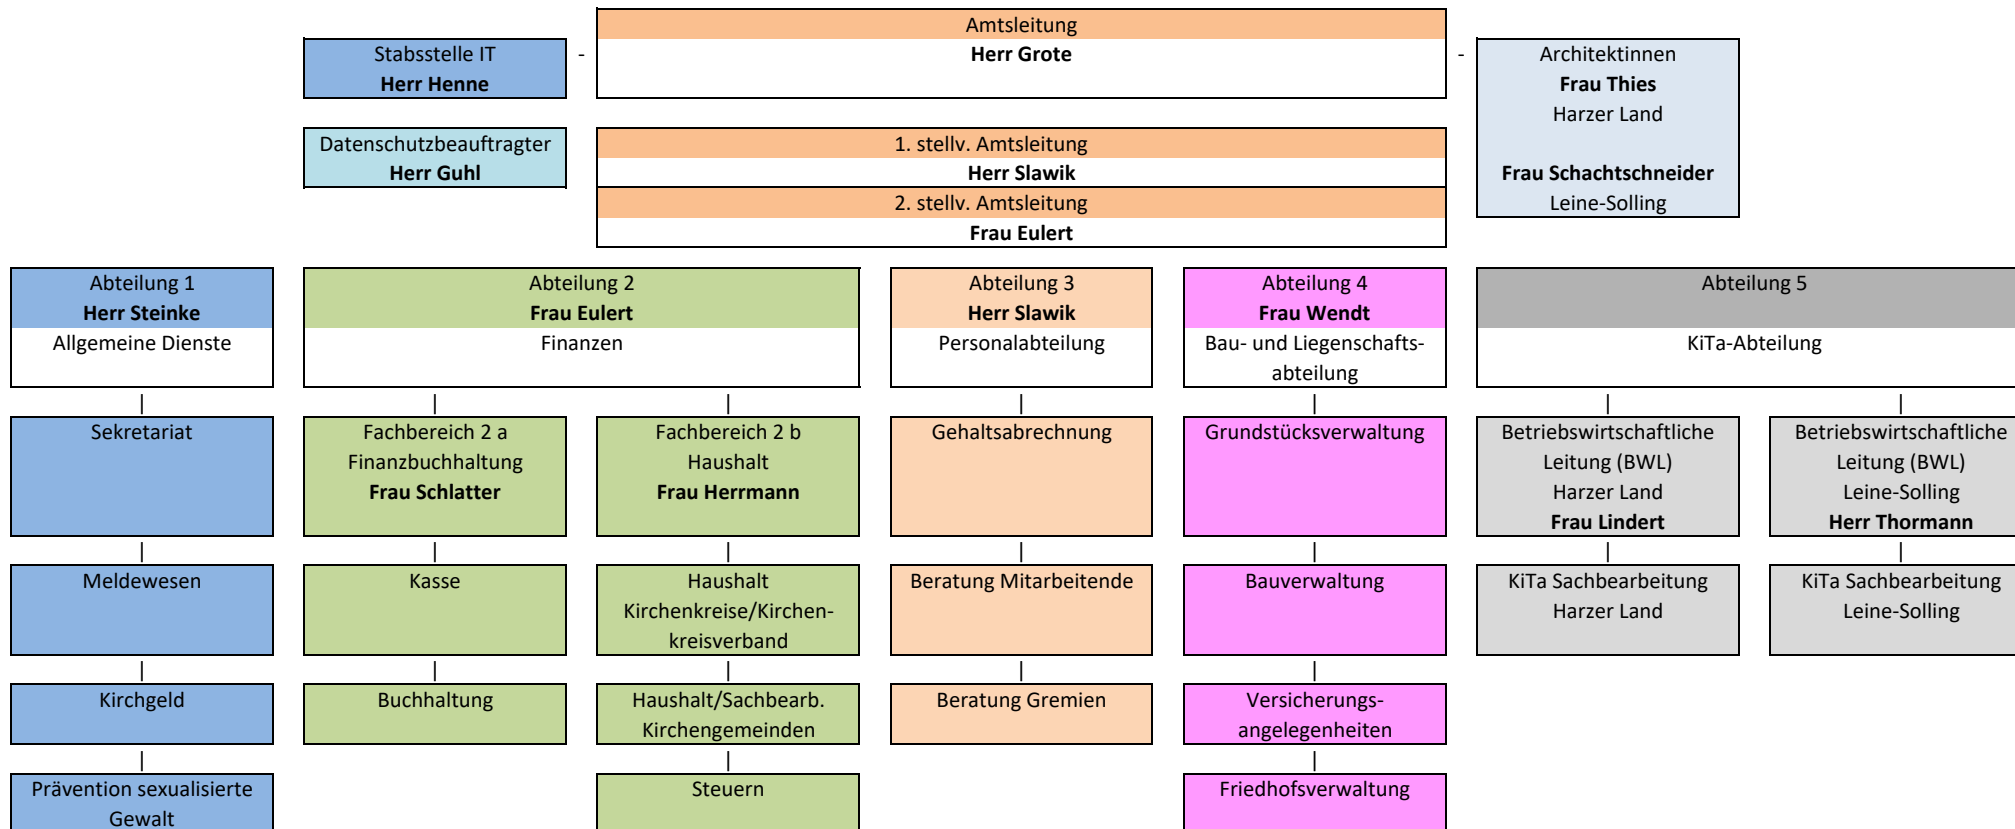 Amtsleitung
Herr Grote
Stabsstelle IT
Herr Henne
-
-
Architektinnen
Frau Thies
Harzer Land
Frau Schachtschneider
Leine-Solling
Datenschutzbeauftragter
Herr Guhl
1. stellv. Amtsleitung
Herr Slawik
2. stellv. Amtsleitung
Frau Eulert
Abteilung 1
Herr Steinke
Allgemeine Dienste
Abteilung 2
Frau Eulert
Finanzen
Abteilung 3
Herr Slawik
Personalabteilung
Abteilung 4
Frau Wendt
Bau- und Liegenschafts-
abteilung
Abteilung 5
KiTa-Abteilung
Sekretariat
Meldewesen
Kirchgeld
Prävention sexualisierte
Gewalt
Fachbereich 2 a
Finanzbuchhaltung
Frau Schlatter
Kasse
Buchhaltung
Fachbereich 2 b
Haushalt
Frau Herrmann
Haushalt
Kirchenkreise/Kirchen-
kreisverband
Haushalt/Sachbearb.
Kirchengemeinden
Steuern
Gehaltsabrechnung
Beratung Mitarbeitende
Beratung Gremien
Grundstücksverwaltung
Bauverwaltung
Versicherungs-
angelegenheiten
Friedhofsverwaltung
Betriebswirtschaftliche
Leitung (BWL)
Harzer Land
Frau Lindert
KiTa Sachbearbeitung
Harzer Land
Betriebswirtschaftliche
Leitung (BWL)
Leine-Solling
Herr Thormann
KiTa Sachbearbeitung
Leine-Solling